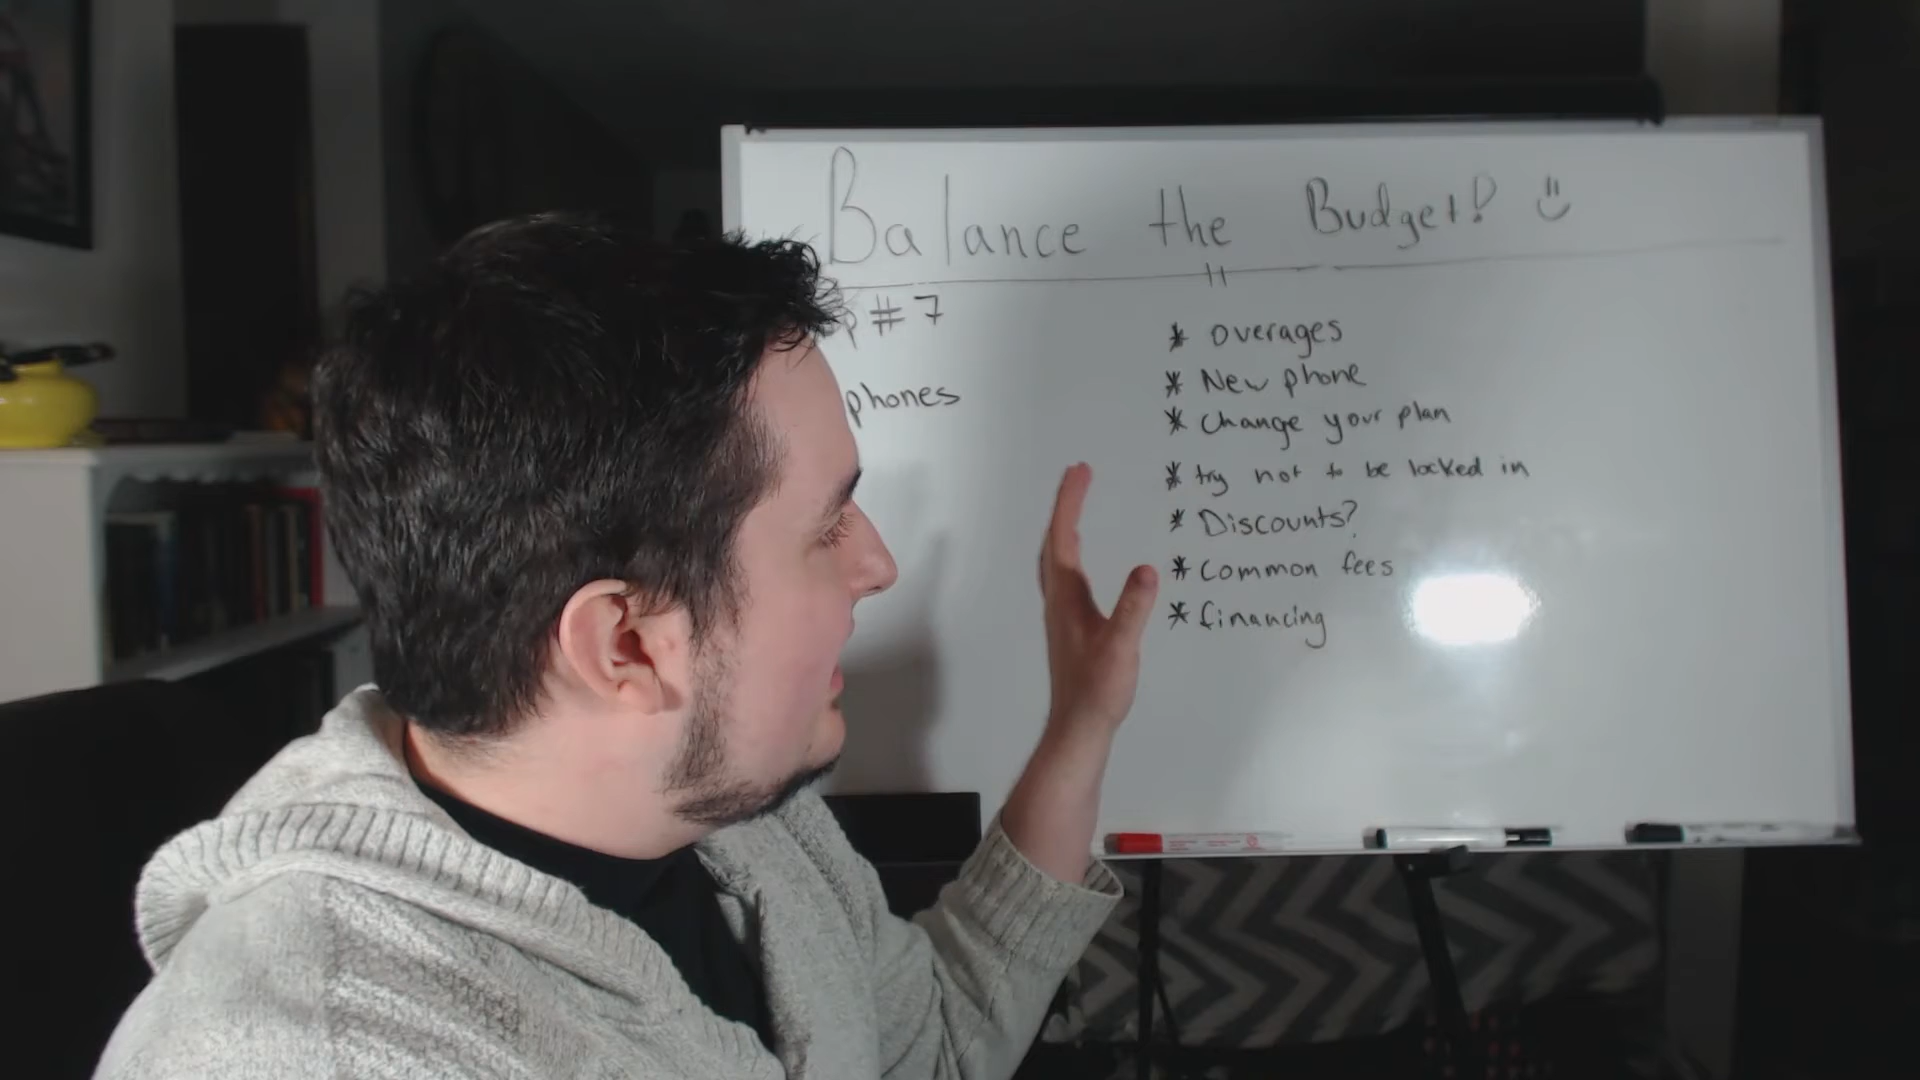 Balance the Budget!
p #7
phones
* overages
* New phone
* Change your plan
* try not to be locked in
* Discounts?
* Common fees
* financing